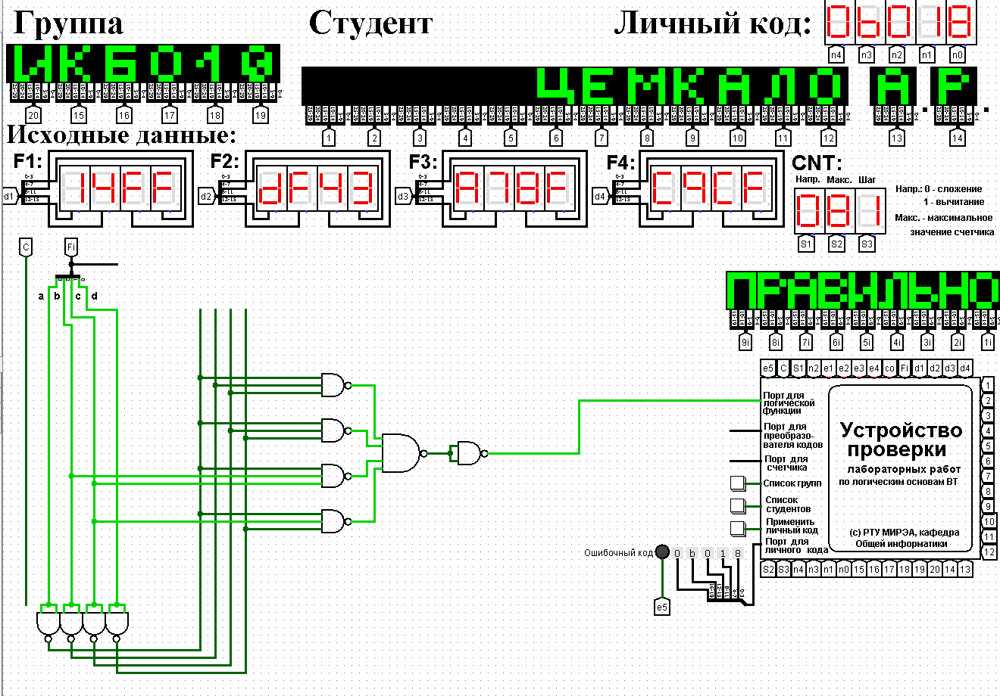 Группа Студент Личный код: 0b018
n4 n3 n2 n1 n0
ИКБО10
ЦЕМКАЛО А. Р.
20 15 16 17 18 19
1 2 3 4 5 6 7 8 9 10 11 12 13 14
Исходные данные:
F1: 14FF F2: dF43 F3: A7BF F4: C9CF CNT:
d1 d2 d3 d4
Напр. Макс. Шаг
081
S1 S2 S3
Напр.: 0 - сложение
1 - вычитание
Макс. - максимальное
значение счетчика
C Fi
a b c d
ПРАВИЛЬНО
9i 8i 7i 6i 5i 4i 3i 2i 1i
e5 C S1 n2 e1 e2 e3 e4 co Fi d1 d2 d3 d4
Порт для
логической
функции
Порт для
преобразо-
вателя кодов
Порт для
счетчика
Список групп
Список
студентов
Применить
личный код
Порт для
личного кода
Устройство
проверки
лабораторных работ
по логическим основам ВТ
(c) РТУ МИРЭА, кафедра
Общей информатики
1
2
3
4
5
6
7
8
9
10
11
12
Ошибочный код 0 b 0 1 8
e5
S2 S3 n4 n3 n1 n0 15 16 17 18 19 20 14 13